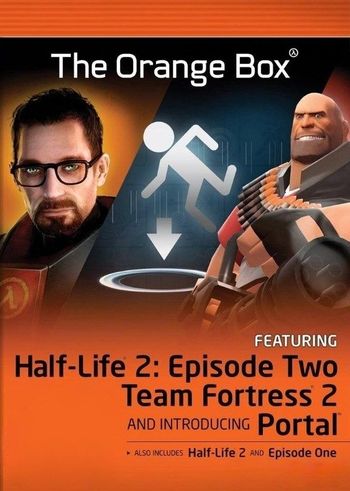 The Orange Box
FEATURING
Half-Life® 2: Episode Two
Team Fortress® 2
AND INTRODUCING Portal™
▸ ALSO INCLUDES Half-Life 2 AND Episode One